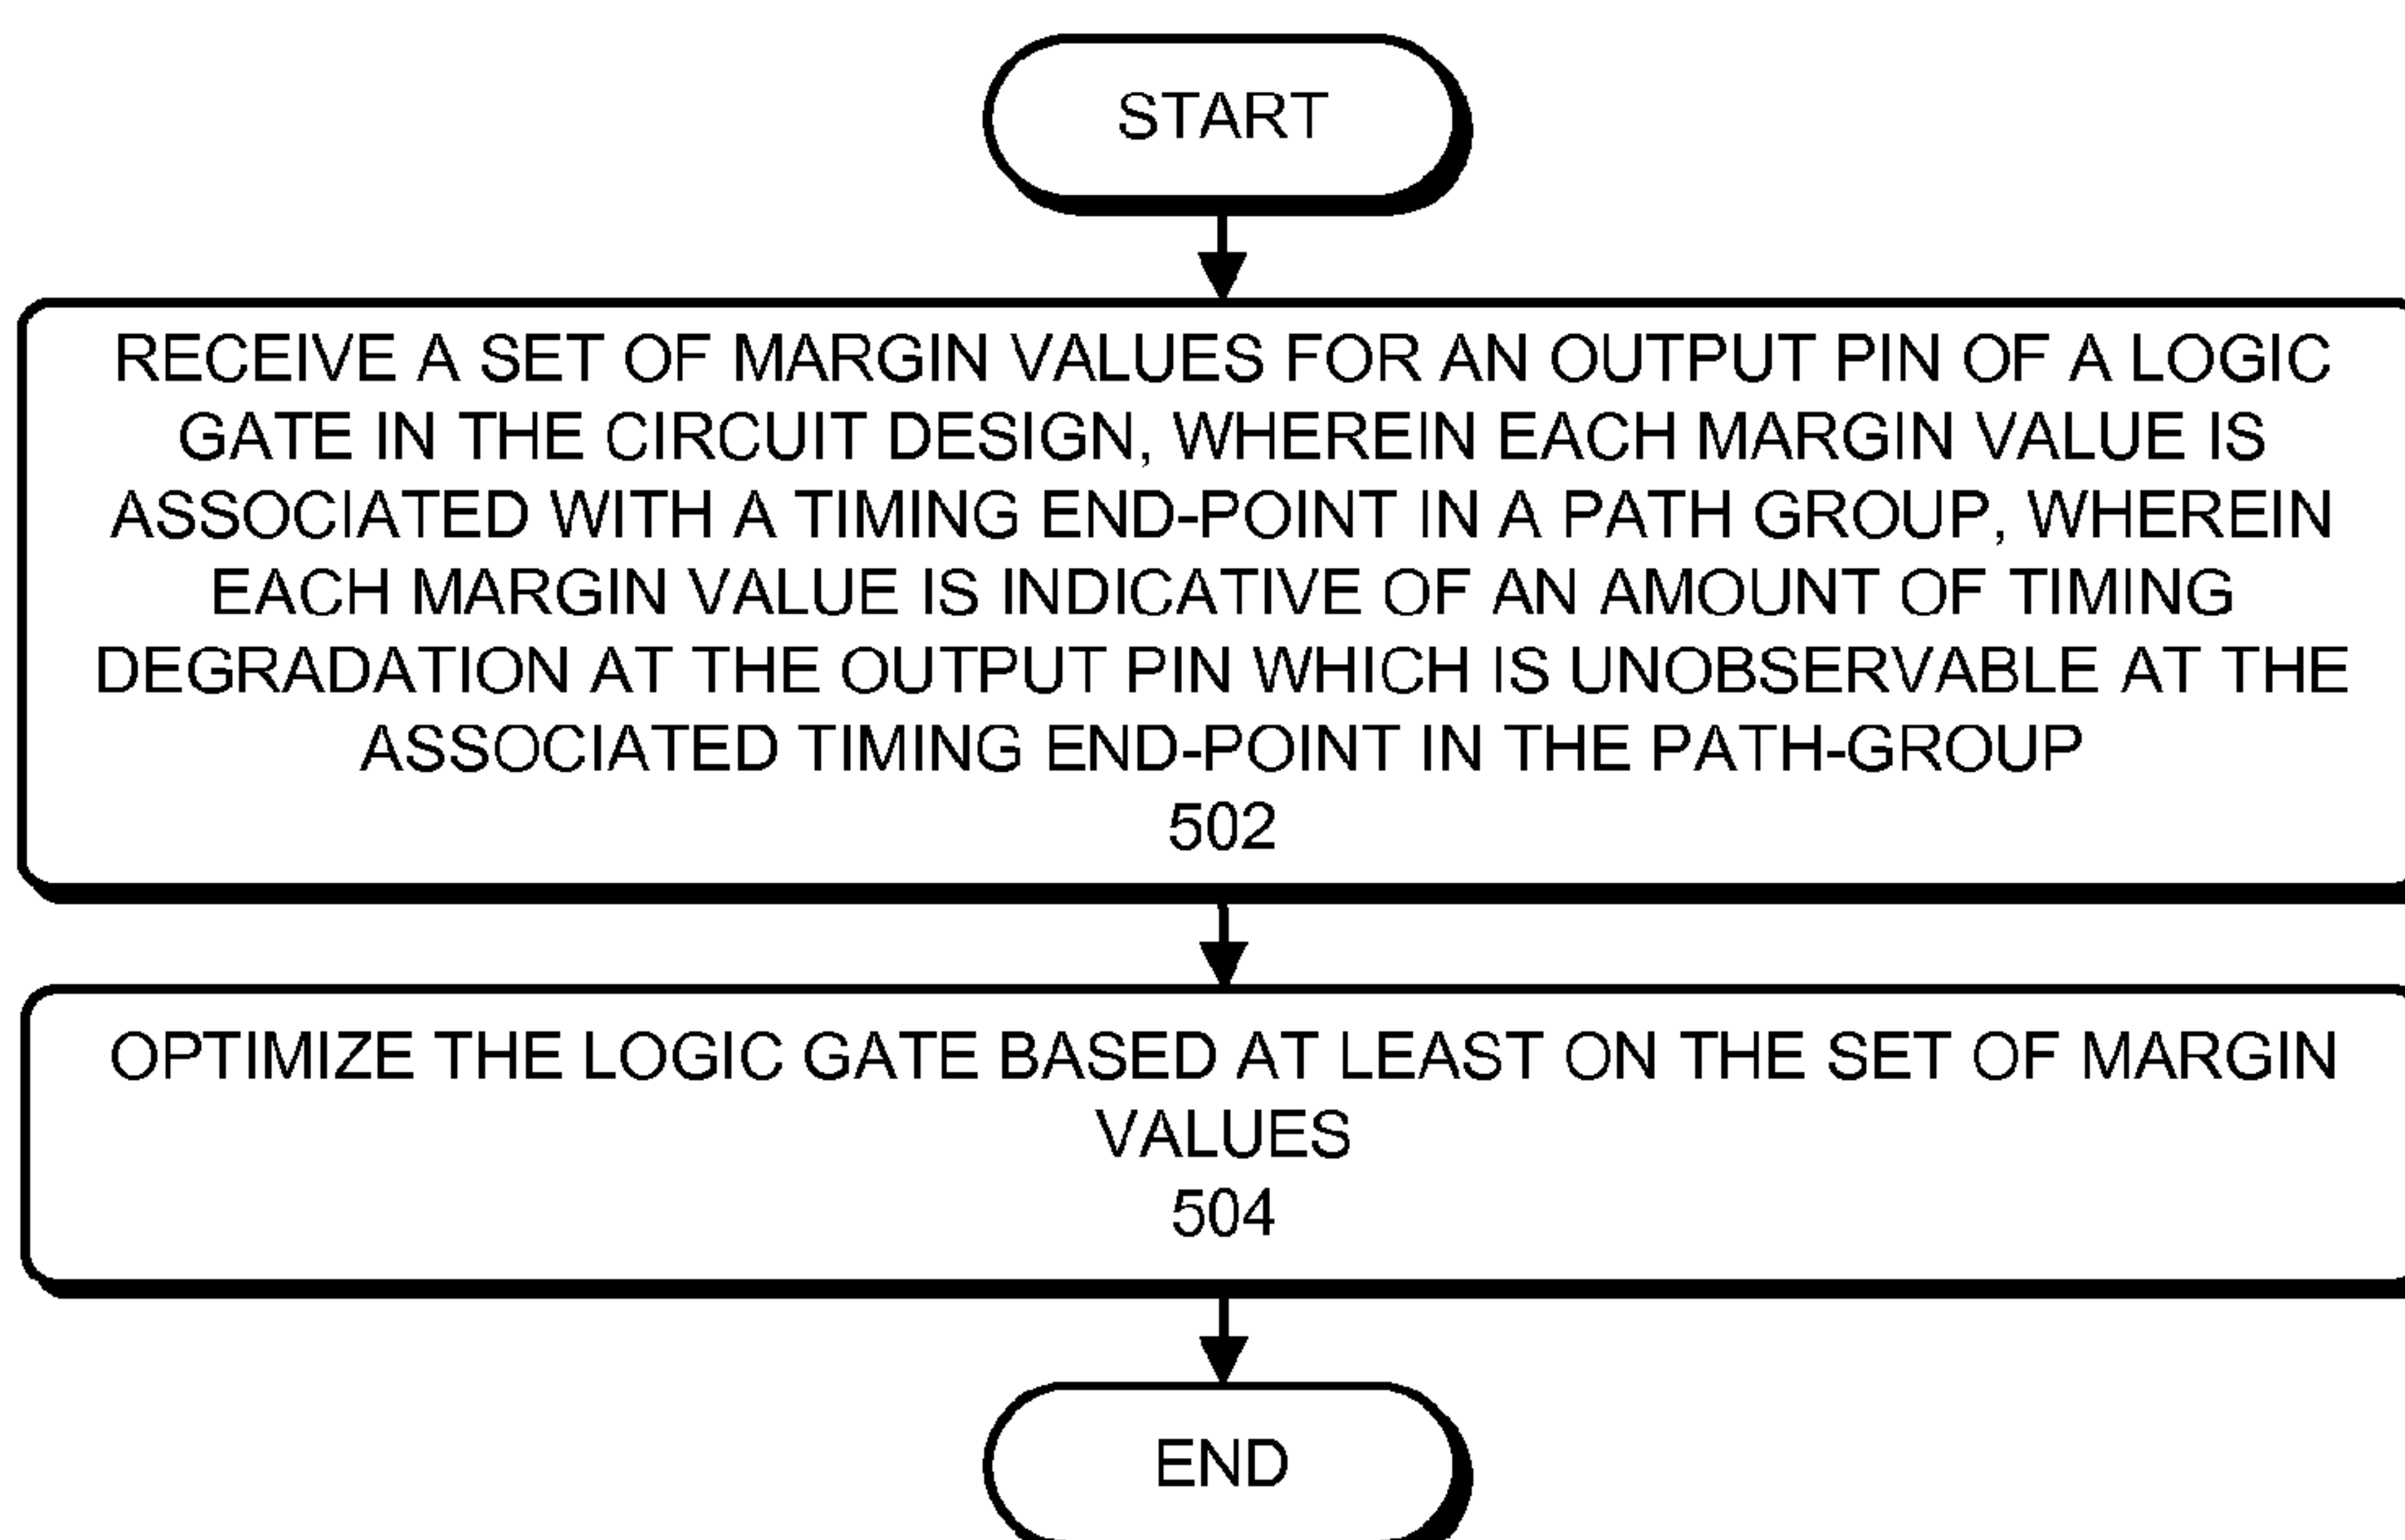 START
RECEIVE A SET OF MARGIN VALUES FOR AN OUTPUT PIN OF A LOGIC
GATE IN THE CIRCUIT DESIGN, WHEREIN EACH MARGIN VALUE IS
ASSOCIATED WITH A TIMING END-POINT IN A PATH GROUP, WHEREIN
EACH MARGIN VALUE IS INDICATIVE OF AN AMOUNT OF TIMING
DEGRADATION AT THE OUTPUT PIN WHICH IS UNOBSERVABLE AT THE
ASSOCIATED TIMING END-POINT IN THE PATH-GROUP
502
OPTIMIZE THE LOGIC GATE BASED AT LEAST ON THE SET OF MARGIN
VALUES
504
END